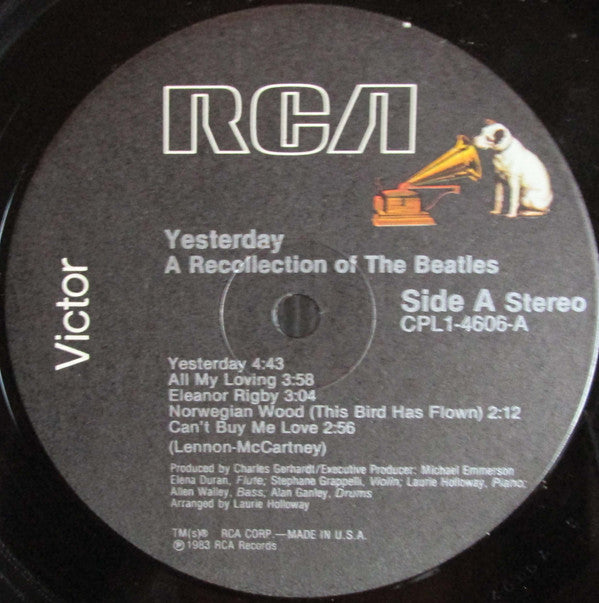 RCA
Yesterday
A Recollection of The Beatles
Victor
Side A Stereo
CPL1-4606-A
Yesterday 4:43
All My Loving 3:58
Eleanor Rigby 3:04
Norwegian Wood (This Bird Has Flown) 2:12
Can't Buy Me Love 2:56
(Lennon-McCartney)
Produced by Charles Gerhardt/Executive Producer: Michael Emmerson
Elena Duran, Flute; Stephane Grappelli, Violin; Laurie Holloway, Piano;
Allen Walley, Bass; Alan Ganley, Drums
Arranged by Laurie Holloway
TM(s)® RCA CORP.—MADE IN U.S.A.
℗ 1983 RCA Records